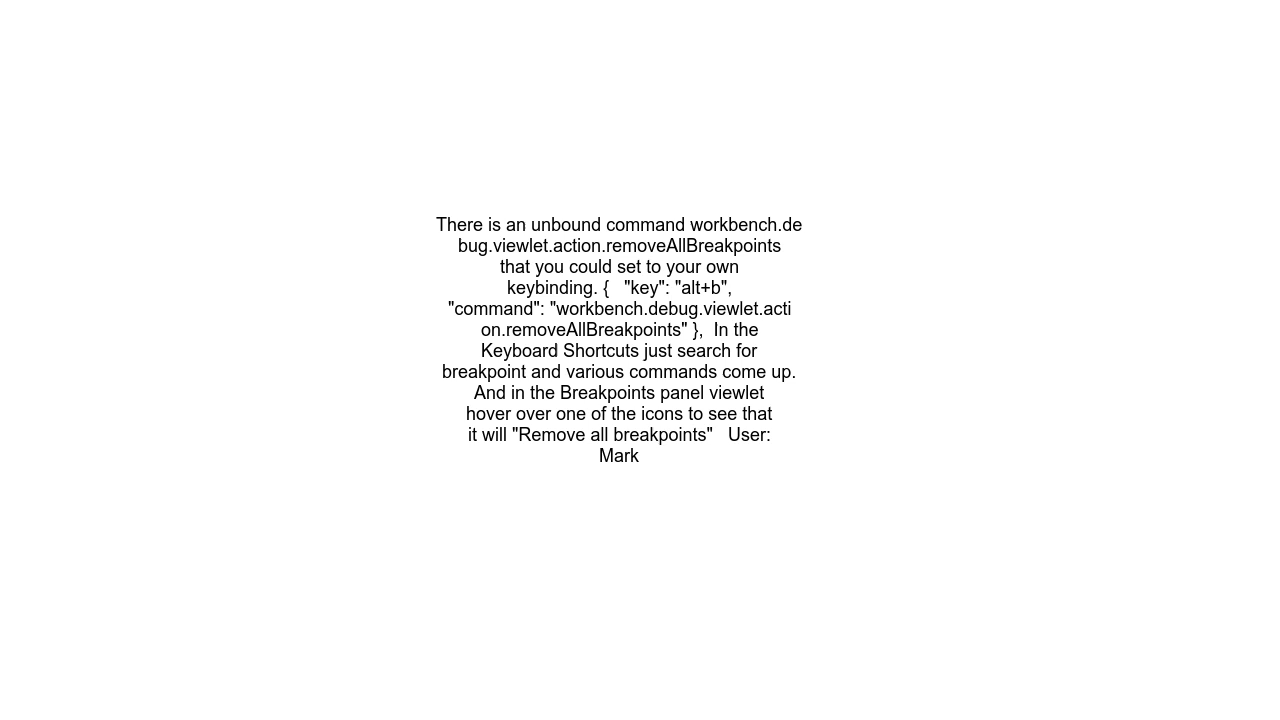 There is an unbound command workbench.de
bug.viewlet.action.removeAllBreakpoints
that you could set to your own
keybinding. {   "key": "alt+b",
"command": "workbench.debug.viewlet.acti
on.removeAllBreakpoints" },  In the
Keyboard Shortcuts just search for
breakpoint and various commands come up.
And in the Breakpoints panel viewlet
hover over one of the icons to see that
it will "Remove all breakpoints"   User:
Mark